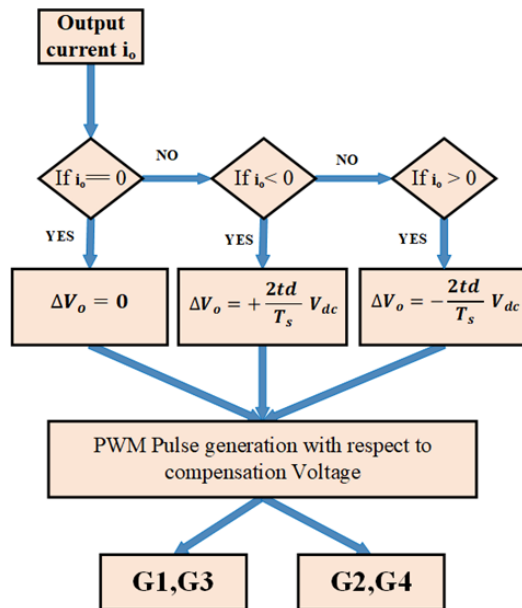 Output
current iₒ
If iₒ== 0
NO
If iₒ< 0
NO
If iₒ > 0
YES
YES
YES
ΔVₒ = 0
ΔVₒ = + 2td/Tₛ V_dc
ΔVₒ = − 2td/Tₛ V_dc
PWM Pulse generation with respect to
compensation Voltage
G1,G3
G2,G4